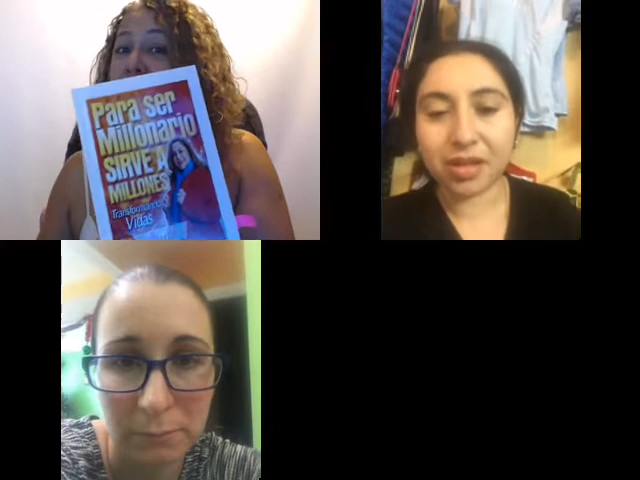 Para ser
Millonario
SIRVE A
MILLONES
Transformando
Vidas